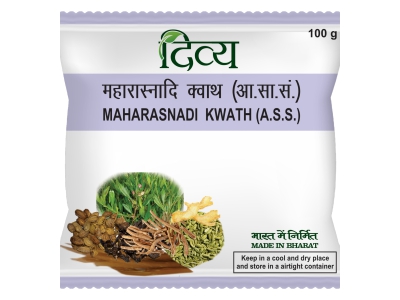 100 g
दिव्य
महारास्नादि क्वाथ (आ.सा.सं.)
MAHARASNADI KWATH (A.S.S.)
भारत में निर्मित
MADE IN BHARAT
Keep in a cool and dry place
and store in a airtight container